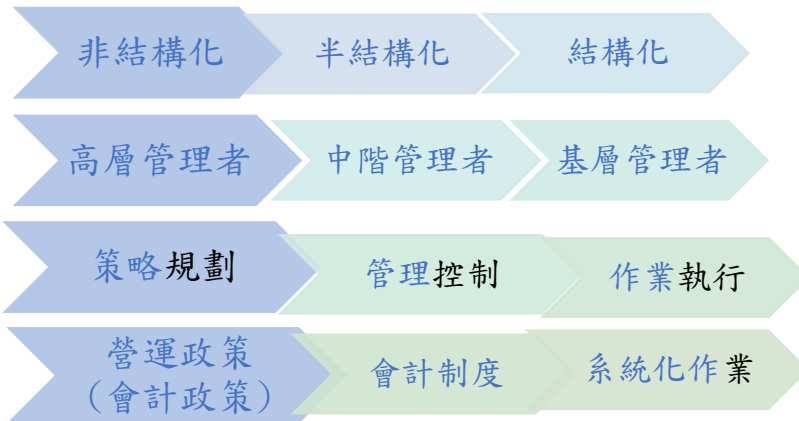 非結構化 半結構化 結構化
高層管理者 中階管理者 基層管理者
策略規劃 管理控制 作業執行
營運政策
（會計政策） 會計制度 系統化作業